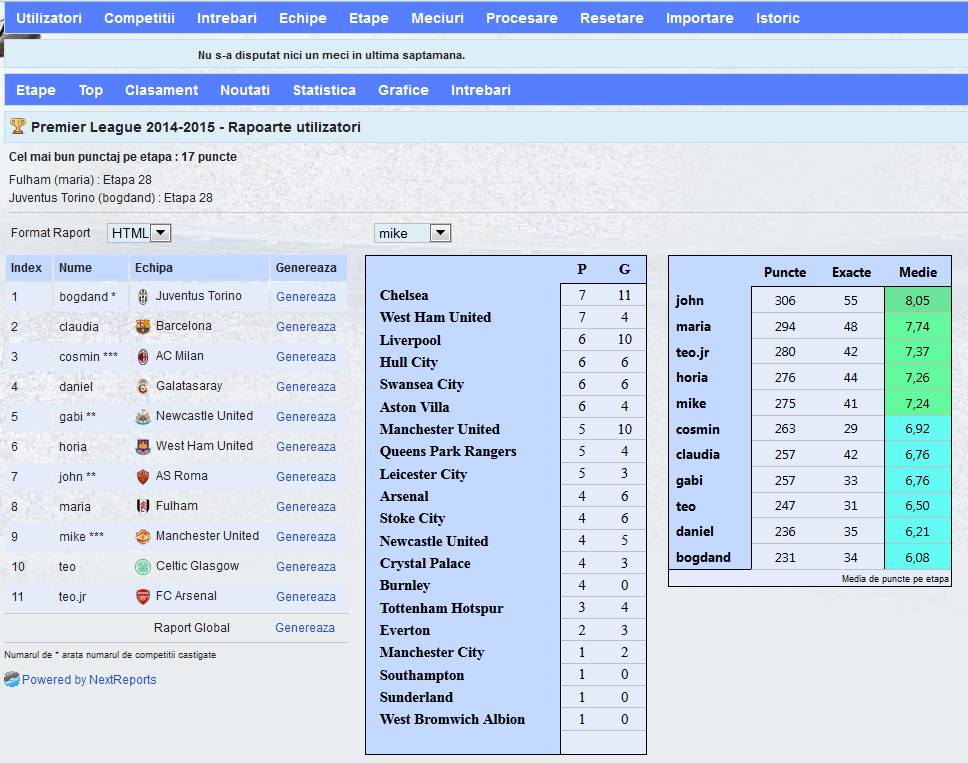 Utilizatori Competitii Intrebari Echipe Etape Meciuri Procesare Resetare Importare Istoric
Nu s-a disputat nici un meci in ultima saptamana.
Etape Top Clasament Noutati Statistica Grafice Intrebari
Premier League 2014-2015 - Rapoarte utilizatori
Cel mai bun punctaj pe etapa : 17 puncte
Fulham (maria) : Etapa 28
Juventus Torino (bogdand) : Etapa 28
Format Raport HTML mike
Index Nume Echipa Genereaza
1 bogdand * Juventus Torino Genereaza
2 claudia Barcelona Genereaza
3 cosmin *** AC Milan Genereaza
4 daniel Galatasaray Genereaza
5 gabi ** Newcastle United Genereaza
6 horia West Ham United Genereaza
7 john ** AS Roma Genereaza
8 maria Fulham Genereaza
9 mike *** Manchester United Genereaza
10 teo Celtic Glasgow Genereaza
11 teo.jr FC Arsenal Genereaza
Raport Global Genereaza
Numarul de * arata numarul de competitii castigate
Powered by NextReports
P G
Chelsea 7 11
West Ham United 7 4
Liverpool 6 10
Hull City 6 6
Swansea City 6 6
Aston Villa 6 4
Manchester United 5 10
Queens Park Rangers 5 4
Leicester City 5 3
Arsenal 4 6
Stoke City 4 6
Newcastle United 4 5
Crystal Palace 4 3
Burnley 4 0
Tottenham Hotspur 3 4
Everton 2 3
Manchester City 1 2
Southampton 1 0
Sunderland 1 0
West Bromwich Albion 1 0
Puncte Exacte Medie
john 306 55 8,05
maria 294 48 7,74
teo.jr 280 42 7,37
horia 276 44 7,26
mike 275 41 7,24
cosmin 263 29 6,92
claudia 257 42 6,76
gabi 257 33 6,76
teo 247 31 6,50
daniel 236 35 6,21
bogdand 231 34 6,08
Media de puncte pe etapa